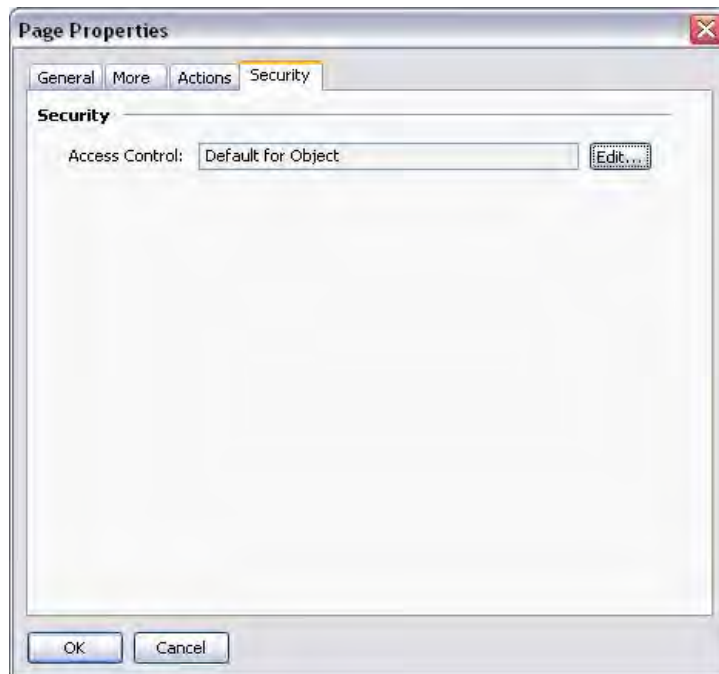 Page Properties
General More Actions Security
Security
Access Control: Default for Object Edit...
OK Cancel